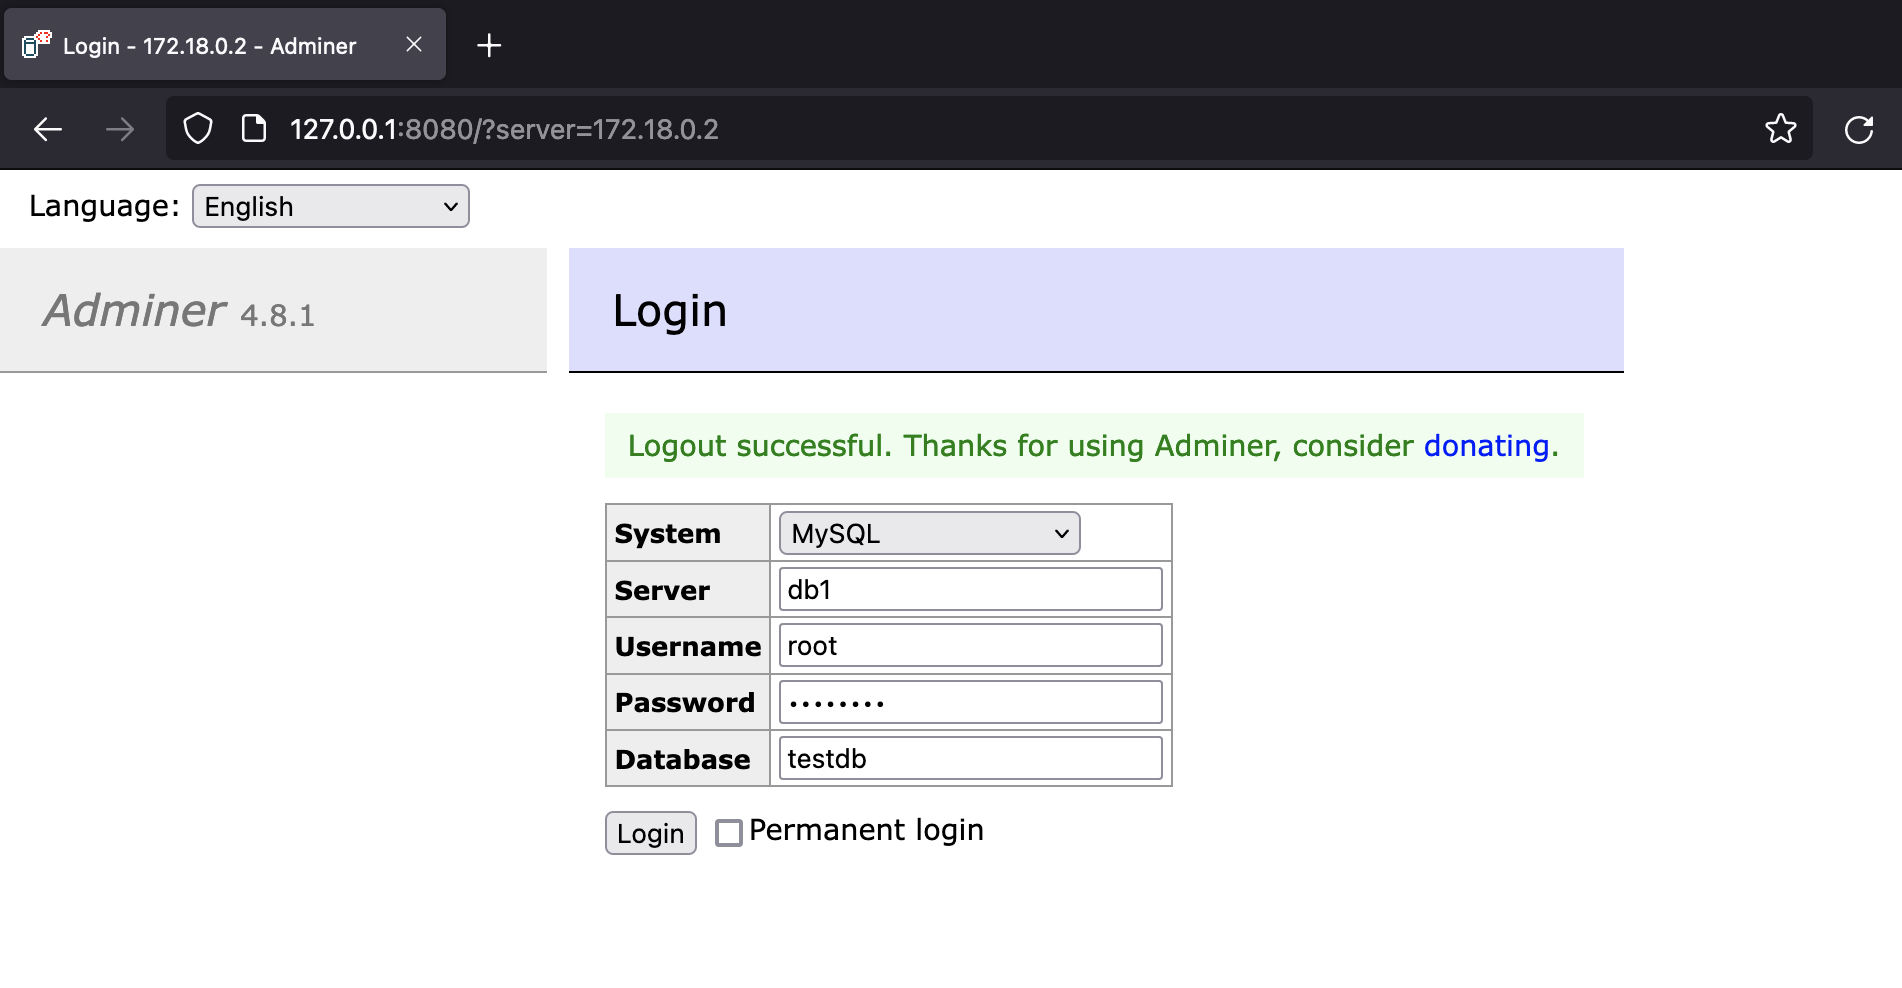 Login - 172.18.0.2 - Adminer
127.0.0.1:8080/?server=172.18.0.2
Language: English
Adminer 4.8.1
Login
Logout successful. Thanks for using Adminer, consider donating.
System MySQL
Server db1
Username root
Password ••••••••
Database testdb
Login Permanent login